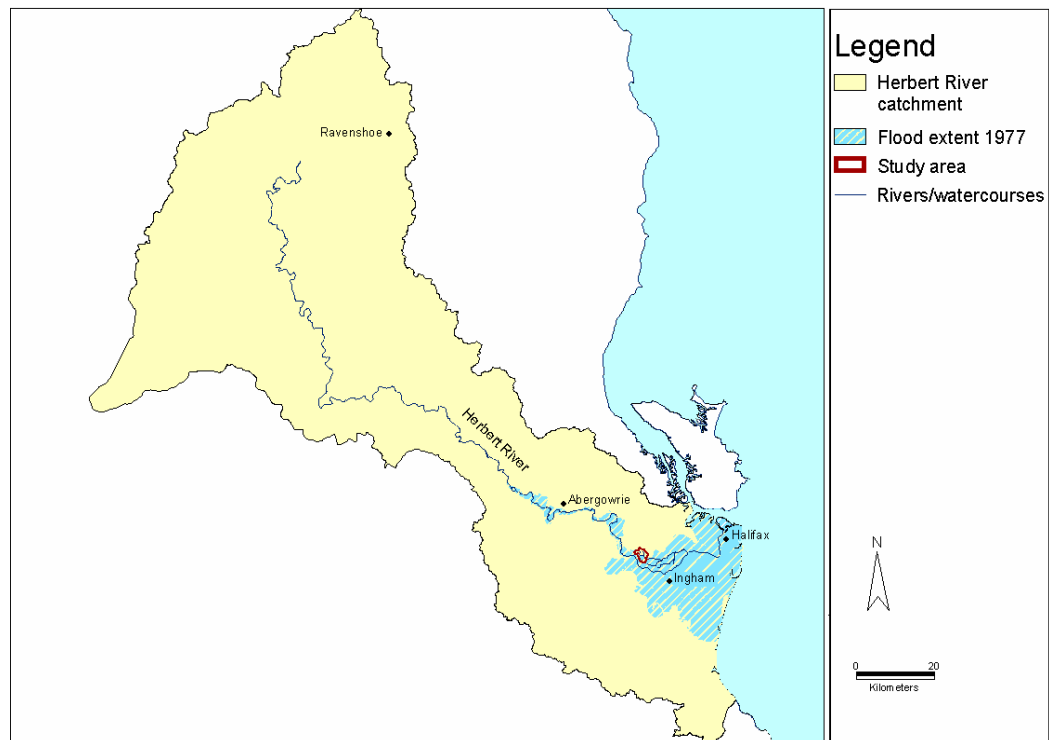 Legend
Herbert River
catchment
Flood extent 1977
Study area
Rivers/watercourses
Ravenshoe
Herbert River
Abergowrie
Halifax
Ingham
N
0 20
Kilometers